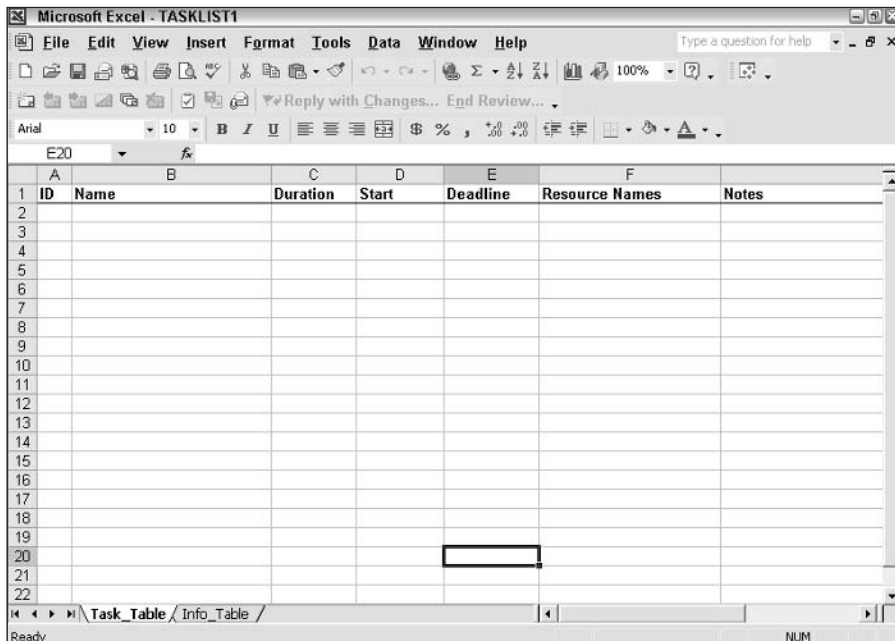 Microsoft Excel - TASKLIST1
File Edit View Insert Format Tools Data Window Help Type a question for help
100%
Reply with Changes... End Review...
Arial 10 B I U $ % ,
E20 fx
A B C D E F
1 ID Name Duration Start Deadline Resource Names Notes
2
3
4
5
6
7
8
9
10
11
12
13
14
15
16
17
18
19
20
21
22
Task_Table Info_Table
Ready NUM